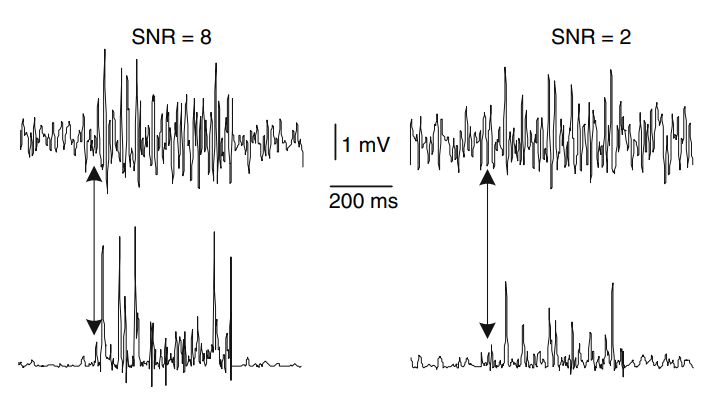 SNR = 8
SNR = 2
1 mV
200 ms